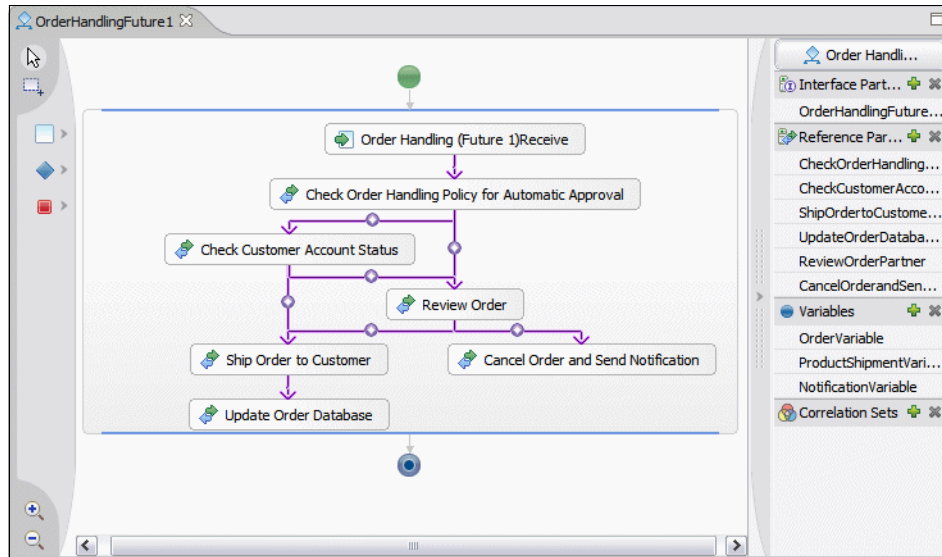 OrderHandlingFuture1
Order Handli...
Interface Part...
OrderHandlingFuture...
Reference Par...
CheckOrderHandling...
CheckCustomerAcco...
ShipOrdertoCustome...
UpdateOrderDataba...
ReviewOrderPartner
CancelOrderandSen...
Variables
OrderVariable
ProductShipmentVari...
NotificationVariable
Correlation Sets
Order Handling (Future 1)Receive
Check Order Handling Policy for Automatic Approval
Check Customer Account Status
Review Order
Ship Order to Customer
Cancel Order and Send Notification
Update Order Database